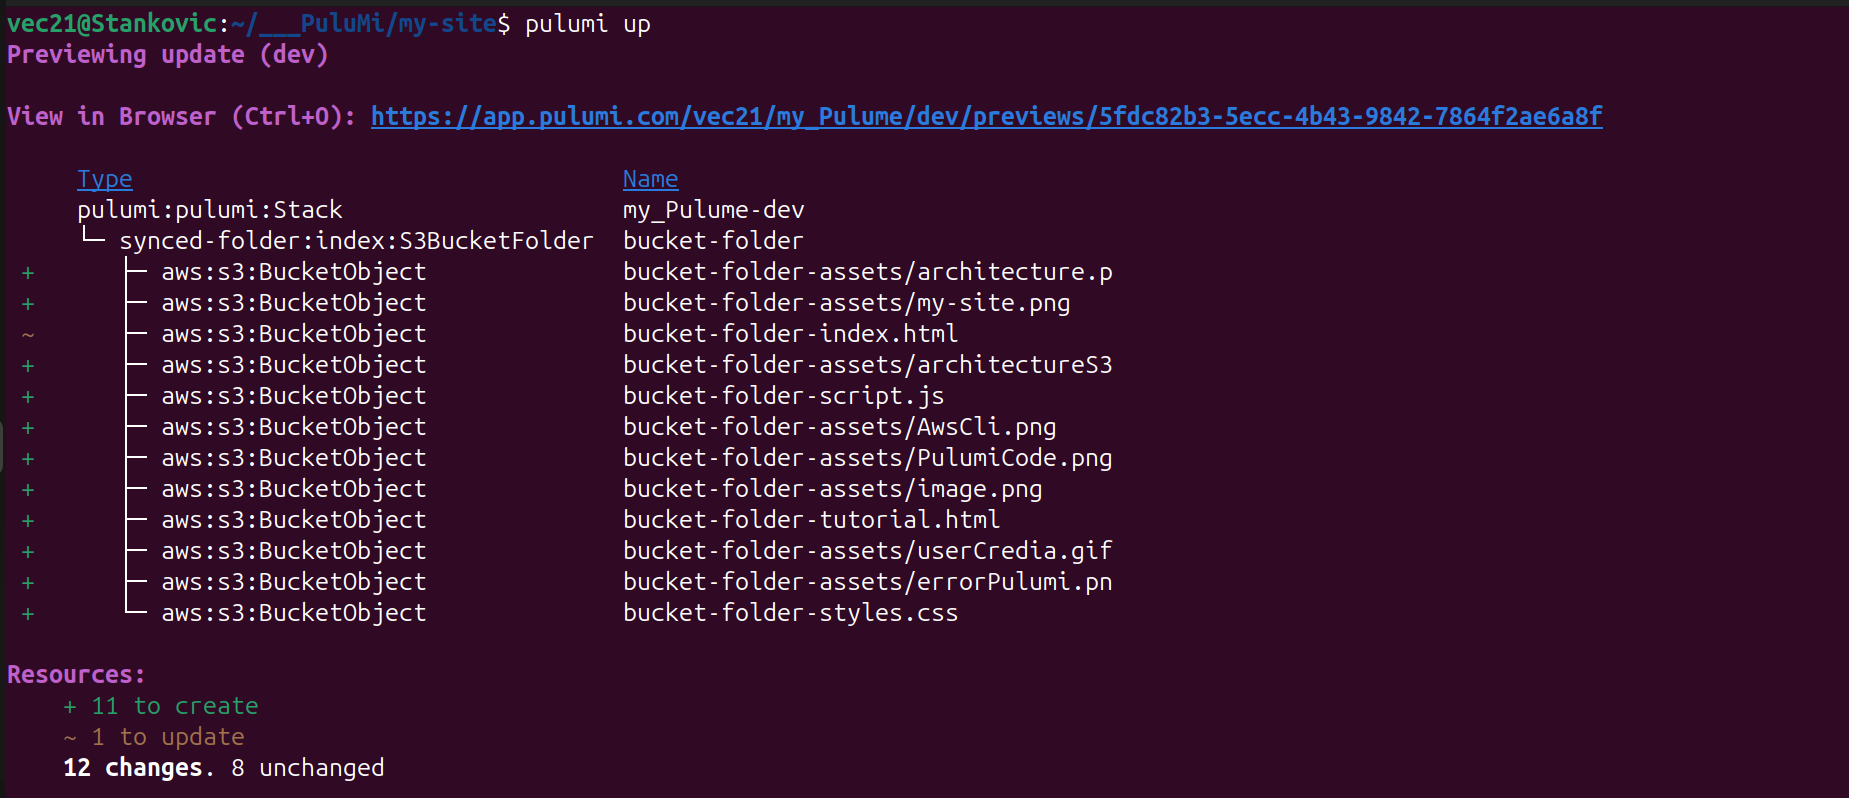 vec21@Stankovic:~/___PuluMi/my-site$ pulumi up
Previewing update (dev)
View in Browser (Ctrl+O): https://app.pulumi.com/vec21/my_Pulume/dev/previews/5fdc82b3-5ecc-4b43-9842-7864f2ae6a8f
Type Name
pulumi:pulumi:Stack my_Pulume-dev
└─ synced-folder:index:S3BucketFolder bucket-folder
+ ├─ aws:s3:BucketObject bucket-folder-assets/architecture.p
+ ├─ aws:s3:BucketObject bucket-folder-assets/my-site.png
~ ├─ aws:s3:BucketObject bucket-folder-index.html
+ ├─ aws:s3:BucketObject bucket-folder-assets/architectureS3
+ ├─ aws:s3:BucketObject bucket-folder-script.js
+ ├─ aws:s3:BucketObject bucket-folder-assets/AwsCli.png
+ ├─ aws:s3:BucketObject bucket-folder-assets/PulumiCode.png
+ ├─ aws:s3:BucketObject bucket-folder-assets/image.png
+ ├─ aws:s3:BucketObject bucket-folder-tutorial.html
+ ├─ aws:s3:BucketObject bucket-folder-assets/userCredia.gif
+ ├─ aws:s3:BucketObject bucket-folder-assets/errorPulumi.pn
+ └─ aws:s3:BucketObject bucket-folder-styles.css
Resources:
+ 11 to create
~ 1 to update
12 changes. 8 unchanged